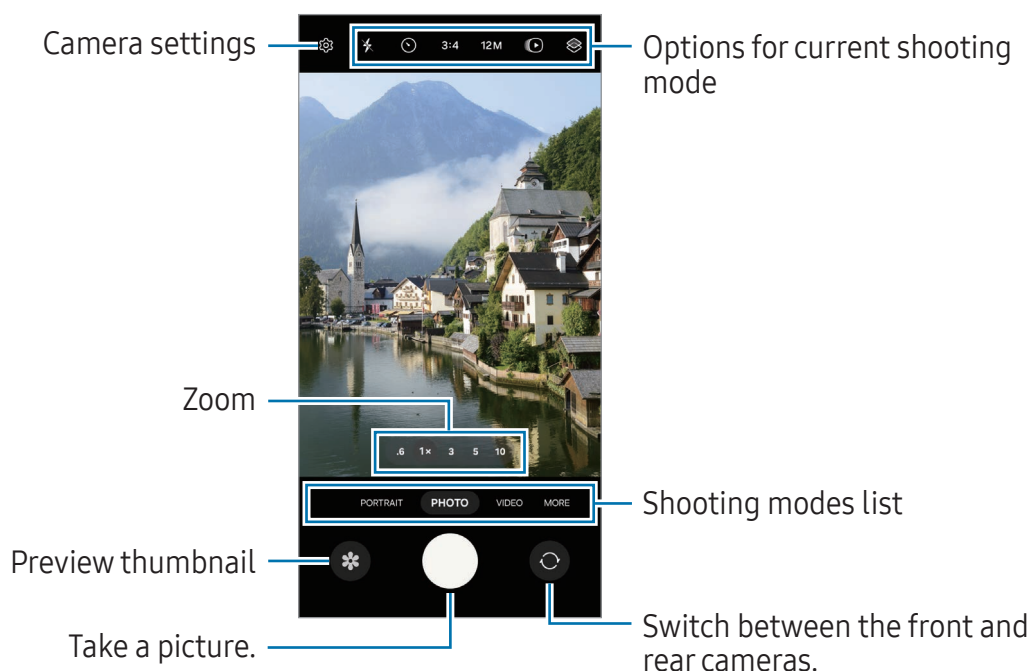 Camera settings
3:4 12M
Options for current shooting
mode
Zoom
.6 1× 3 5 10
PORTRAIT PHOTO VIDEO MORE
Shooting modes list
Preview thumbnail
Take a picture.
Switch between the front and
rear cameras.